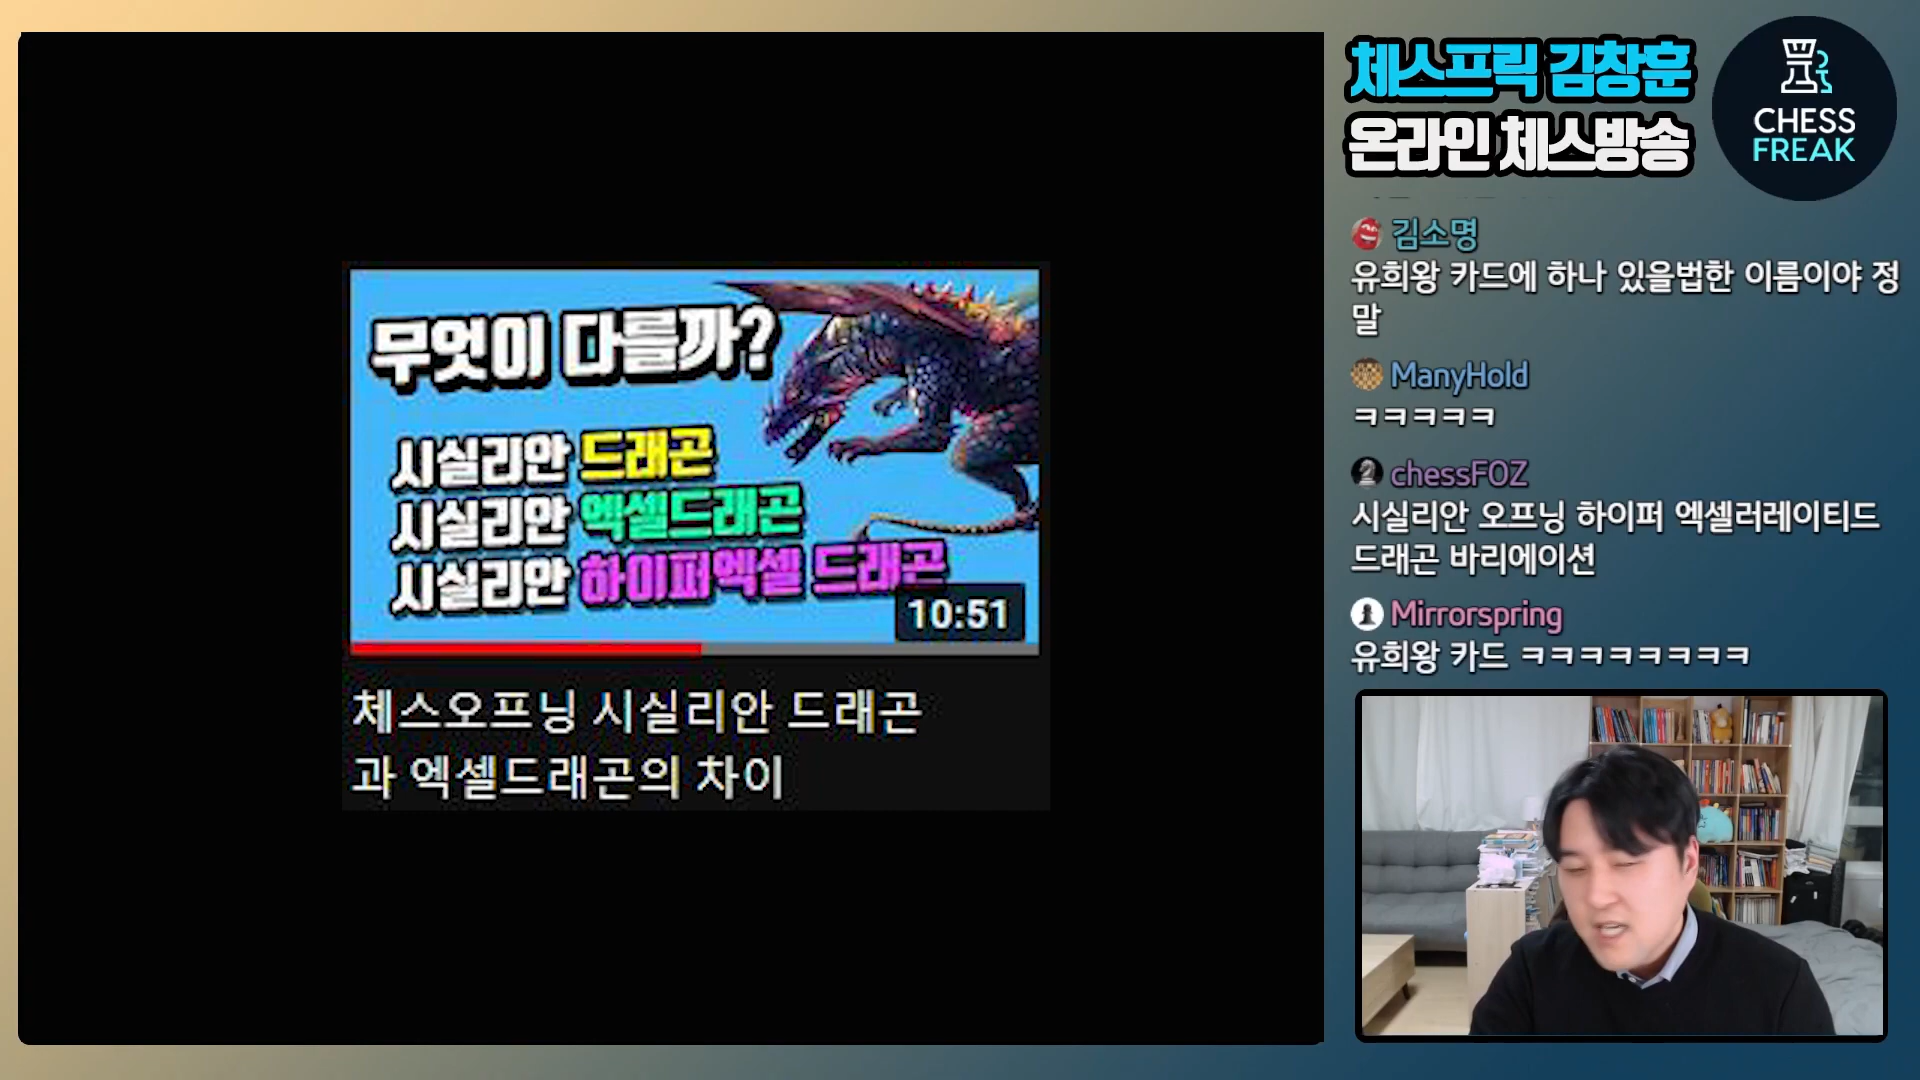 무엇이 다를까?
시실리안 드래곤
시실리안 엑셀드래곤
시실리안 하이퍼엑셀 드래곤
10:51
체스오프닝 시실리안 드래곤
과 엑셀드래곤의 차이
체스프릭 김창훈
온라인 체스방송
CHESS
FREAK
김소명
유희왕 카드에 하나 있을법한 이름이야 정
말
ManyHold
ㅋㅋㅋㅋㅋ
chessFOZ
시실리안 오프닝 하이퍼 엑셀러레이티드
드래곤 바리에이션
Mirrorspring
유희왕 카드 ㅋㅋㅋㅋㅋㅋㅋㅋㅋ